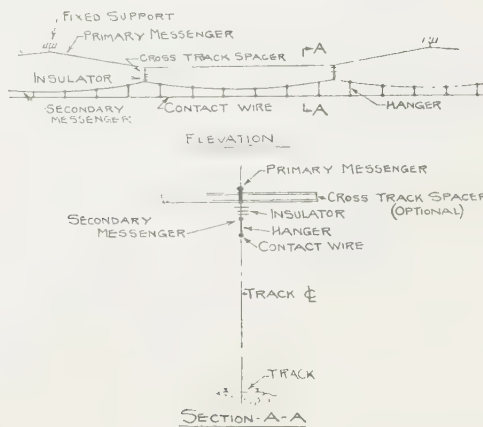 FIXED SUPPORT
PRIMARY MESSENGER
CROSS TRACK SPACER
A
INSULATOR
SECONDARY
MESSENGER
CONTACT WIRE
A
HANGER
ELEVATION
PRIMARY MESSENGER
CROSS TRACK SPACER
(OPTIONAL)
INSULATOR
SECONDARY
MESSENGER
HANGER
CONTACT WIRE
TRACK ℄
TRACK
SECTION-A-A